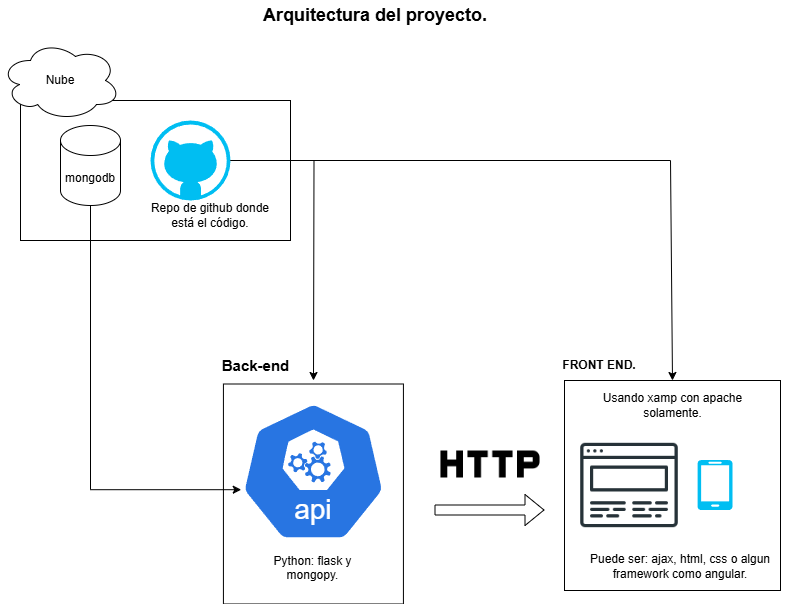 Arquitectura del proyecto.
Nube
mongodb
Repo de github donde
está el código.
Back-end
api
Python: flask y
mongopy.
HTTP
FRONT END.
Usando xamp con apache
solamente.
Puede ser: ajax, html, css o algun
framework como angular.